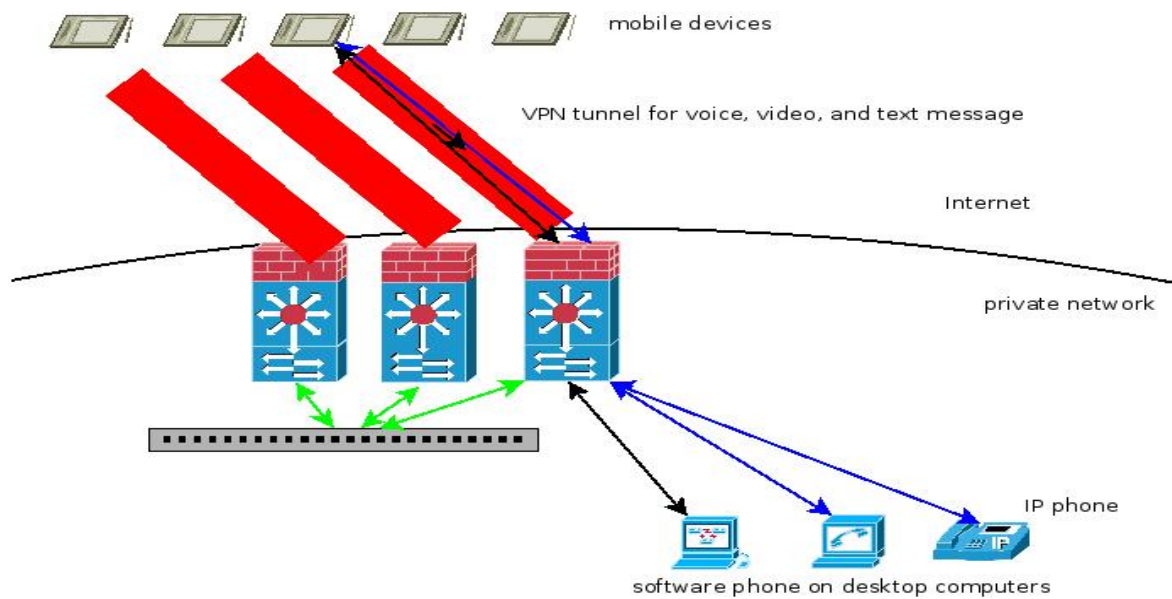 mobile devices
VPN tunnel for voice, video, and text message
Internet
private network
IP phone
IP
software phone on desktop computers